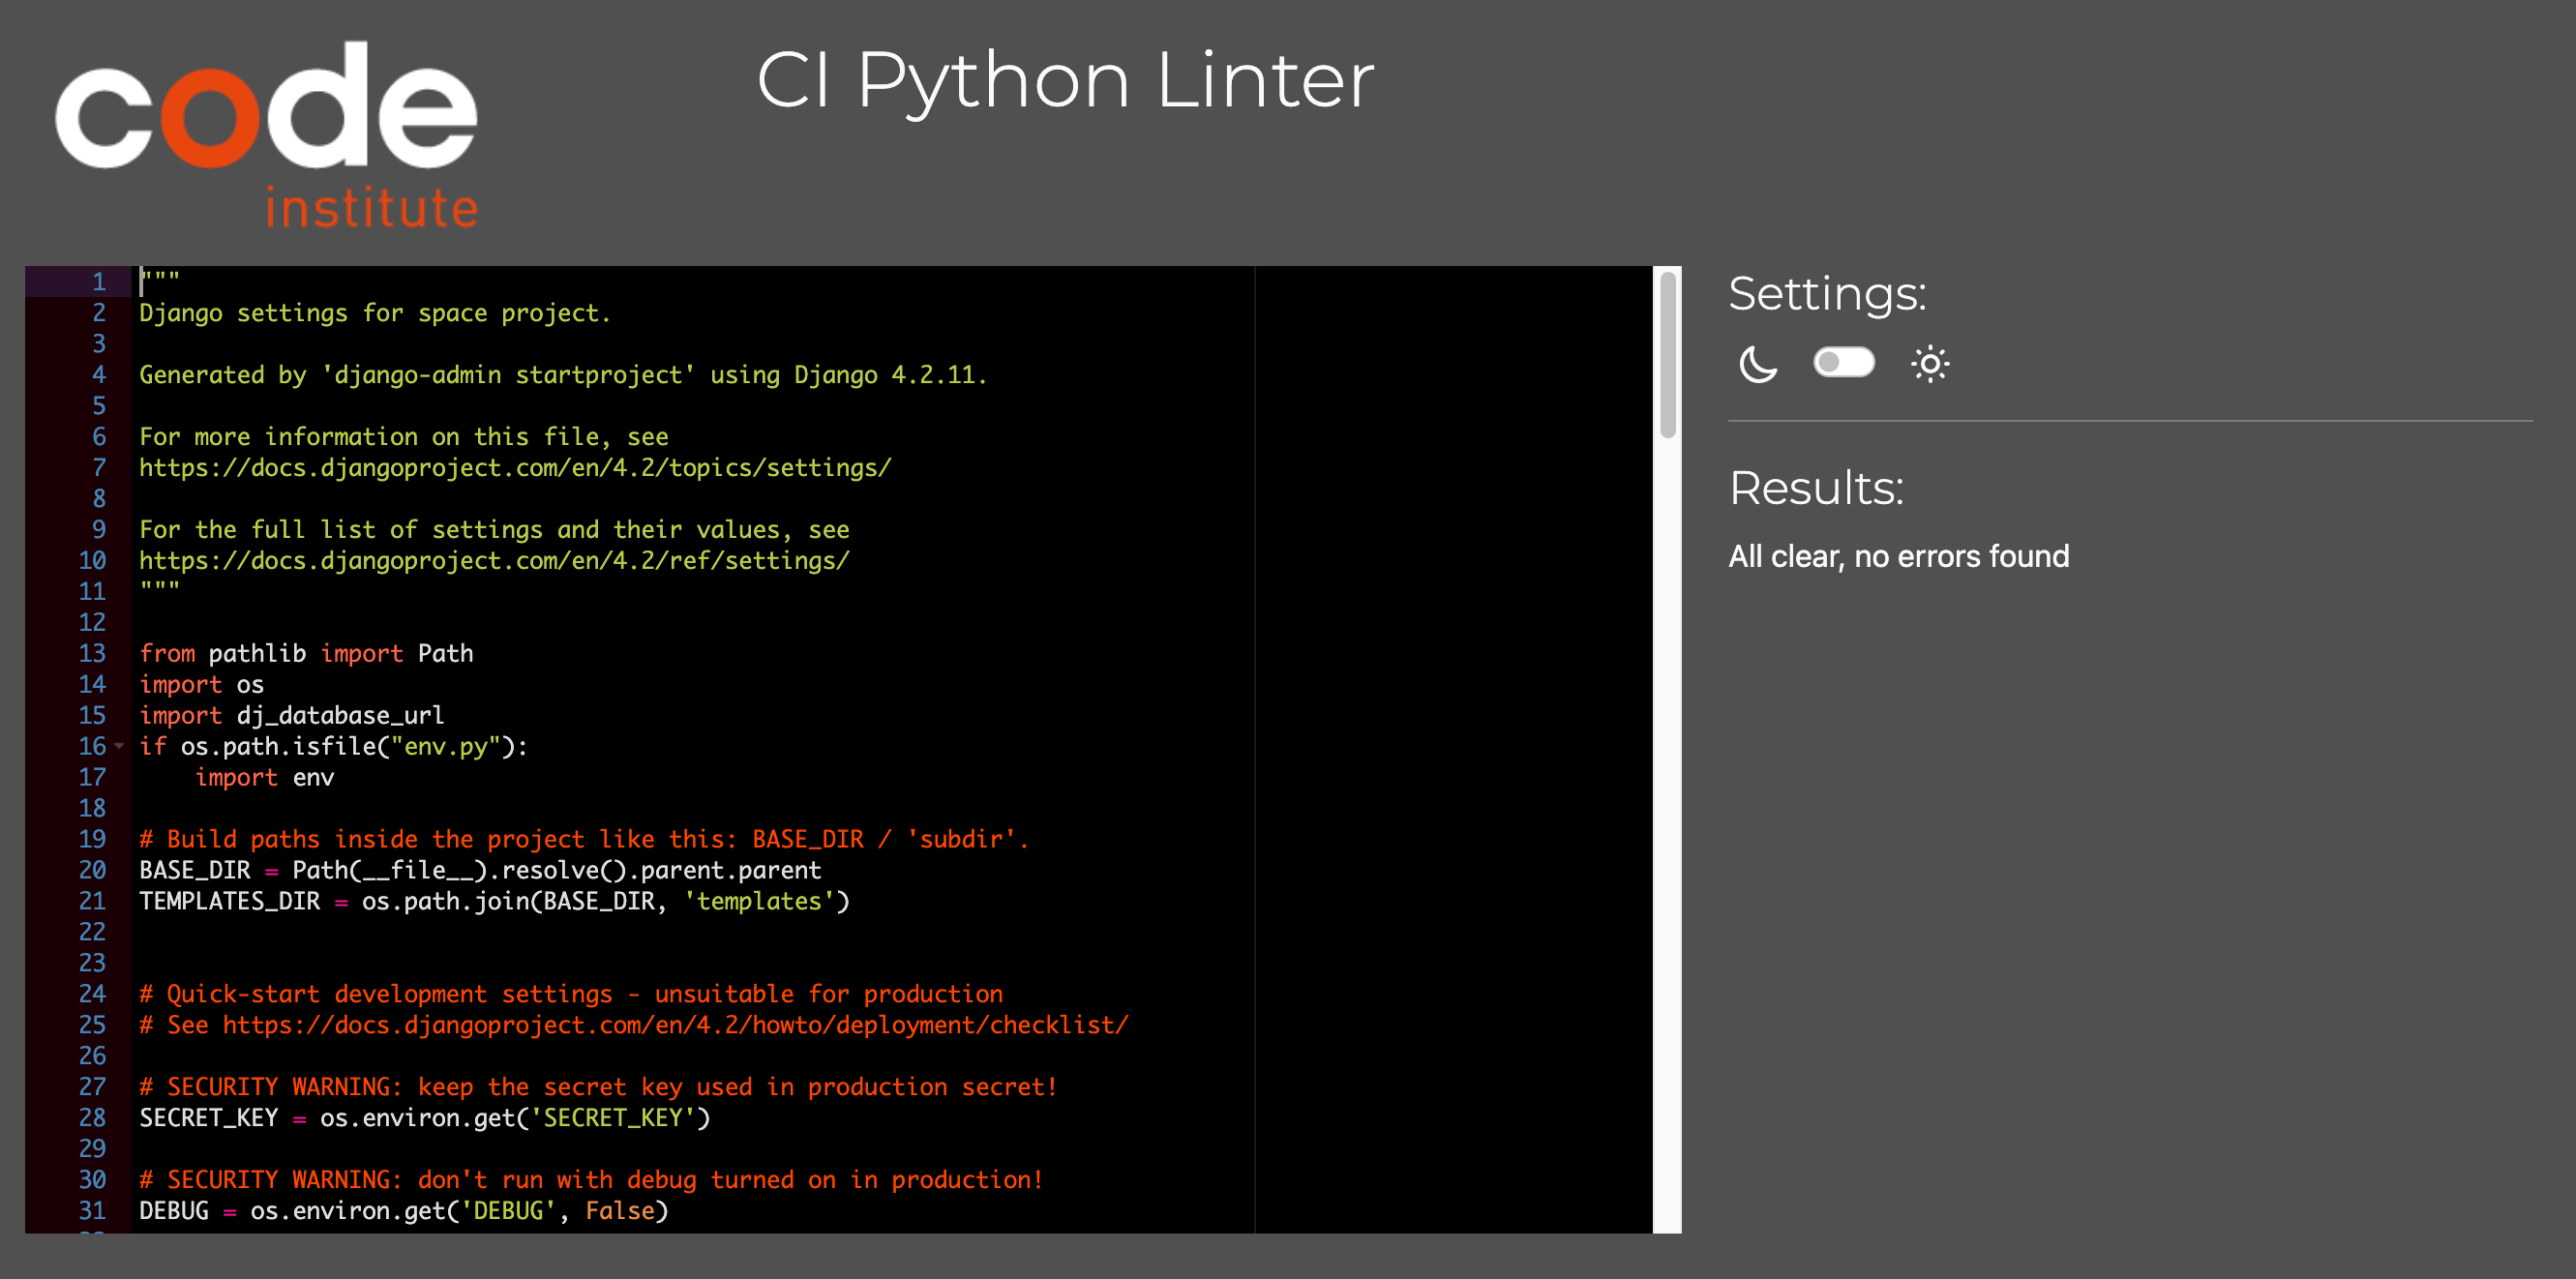 code
institute
CI Python Linter
1 """
2 Django settings for space project.
3
4 Generated by 'django-admin startproject' using Django 4.2.11.
5
6 For more information on this file, see
7 https://docs.djangoproject.com/en/4.2/topics/settings/
8
9 For the full list of settings and their values, see
10 https://docs.djangoproject.com/en/4.2/ref/settings/
11 """
12
13 from pathlib import Path
14 import os
15 import dj_database_url
16 if os.path.isfile("env.py"):
17     import env
18
19 # Build paths inside the project like this: BASE_DIR / 'subdir'.
20 BASE_DIR = Path(__file__).resolve().parent.parent
21 TEMPLATES_DIR = os.path.join(BASE_DIR, 'templates')
22
23
24 # Quick-start development settings - unsuitable for production
25 # See https://docs.djangoproject.com/en/4.2/howto/deployment/checklist/
26
27 # SECURITY WARNING: keep the secret key used in production secret!
28 SECRET_KEY = os.environ.get('SECRET_KEY')
29
30 # SECURITY WARNING: don't run with debug turned on in production!
31 DEBUG = os.environ.get('DEBUG', False)
Settings:
Results:
All clear, no errors found